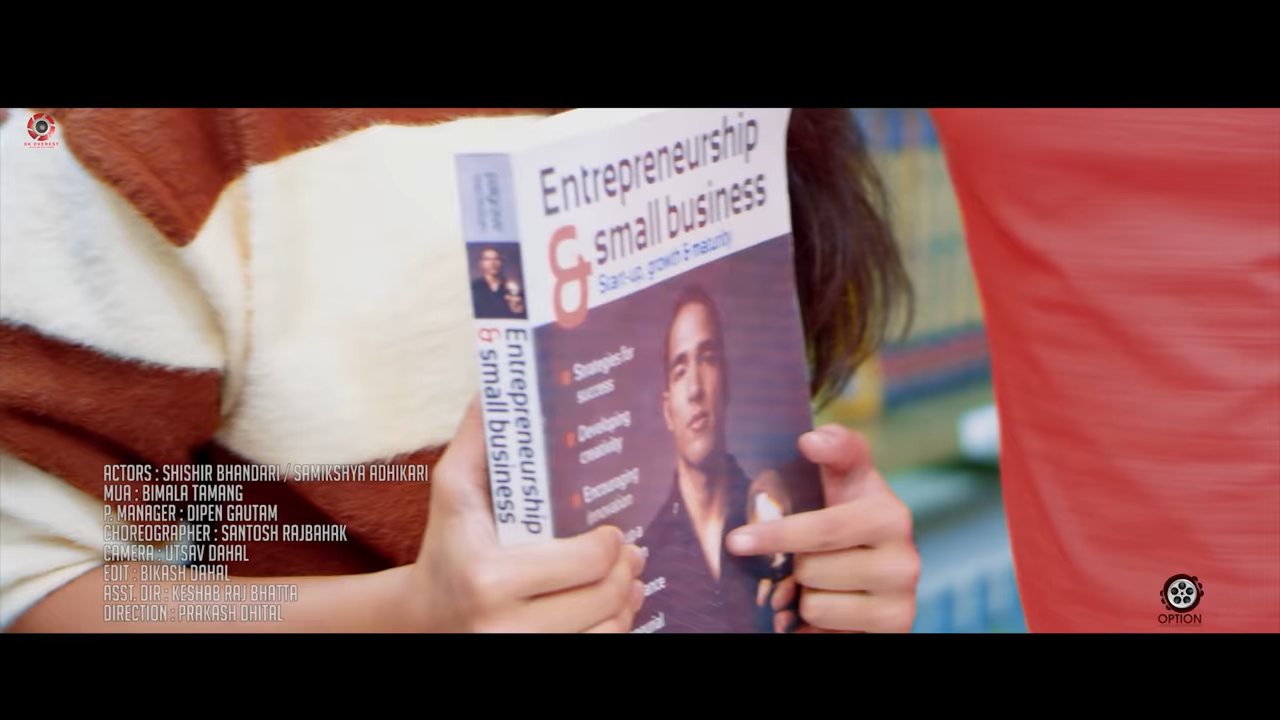 Entrepreneurship
& small business
Start-up, growth & maturity
Strategies for
success
Developing
creativity
Encouraging
innovation
Entrepreneurship
& small business
ACTORS : SHISHIR BHANDARI / SAMIKSHYA ADHIKARI
MUA : BIMALA TAMANG
P. MANAGER : DIPEN GAUTAM
CHOREOGRAPHER : SANTOSH RAJBAHAK
CAMERA : UTSAV DAHAL
EDIT : BIKASH DAHAL
ASST. DIR : KESHAB RAJ BHATTA
DIRECTION : PRAKASH DHITAL
OPTION